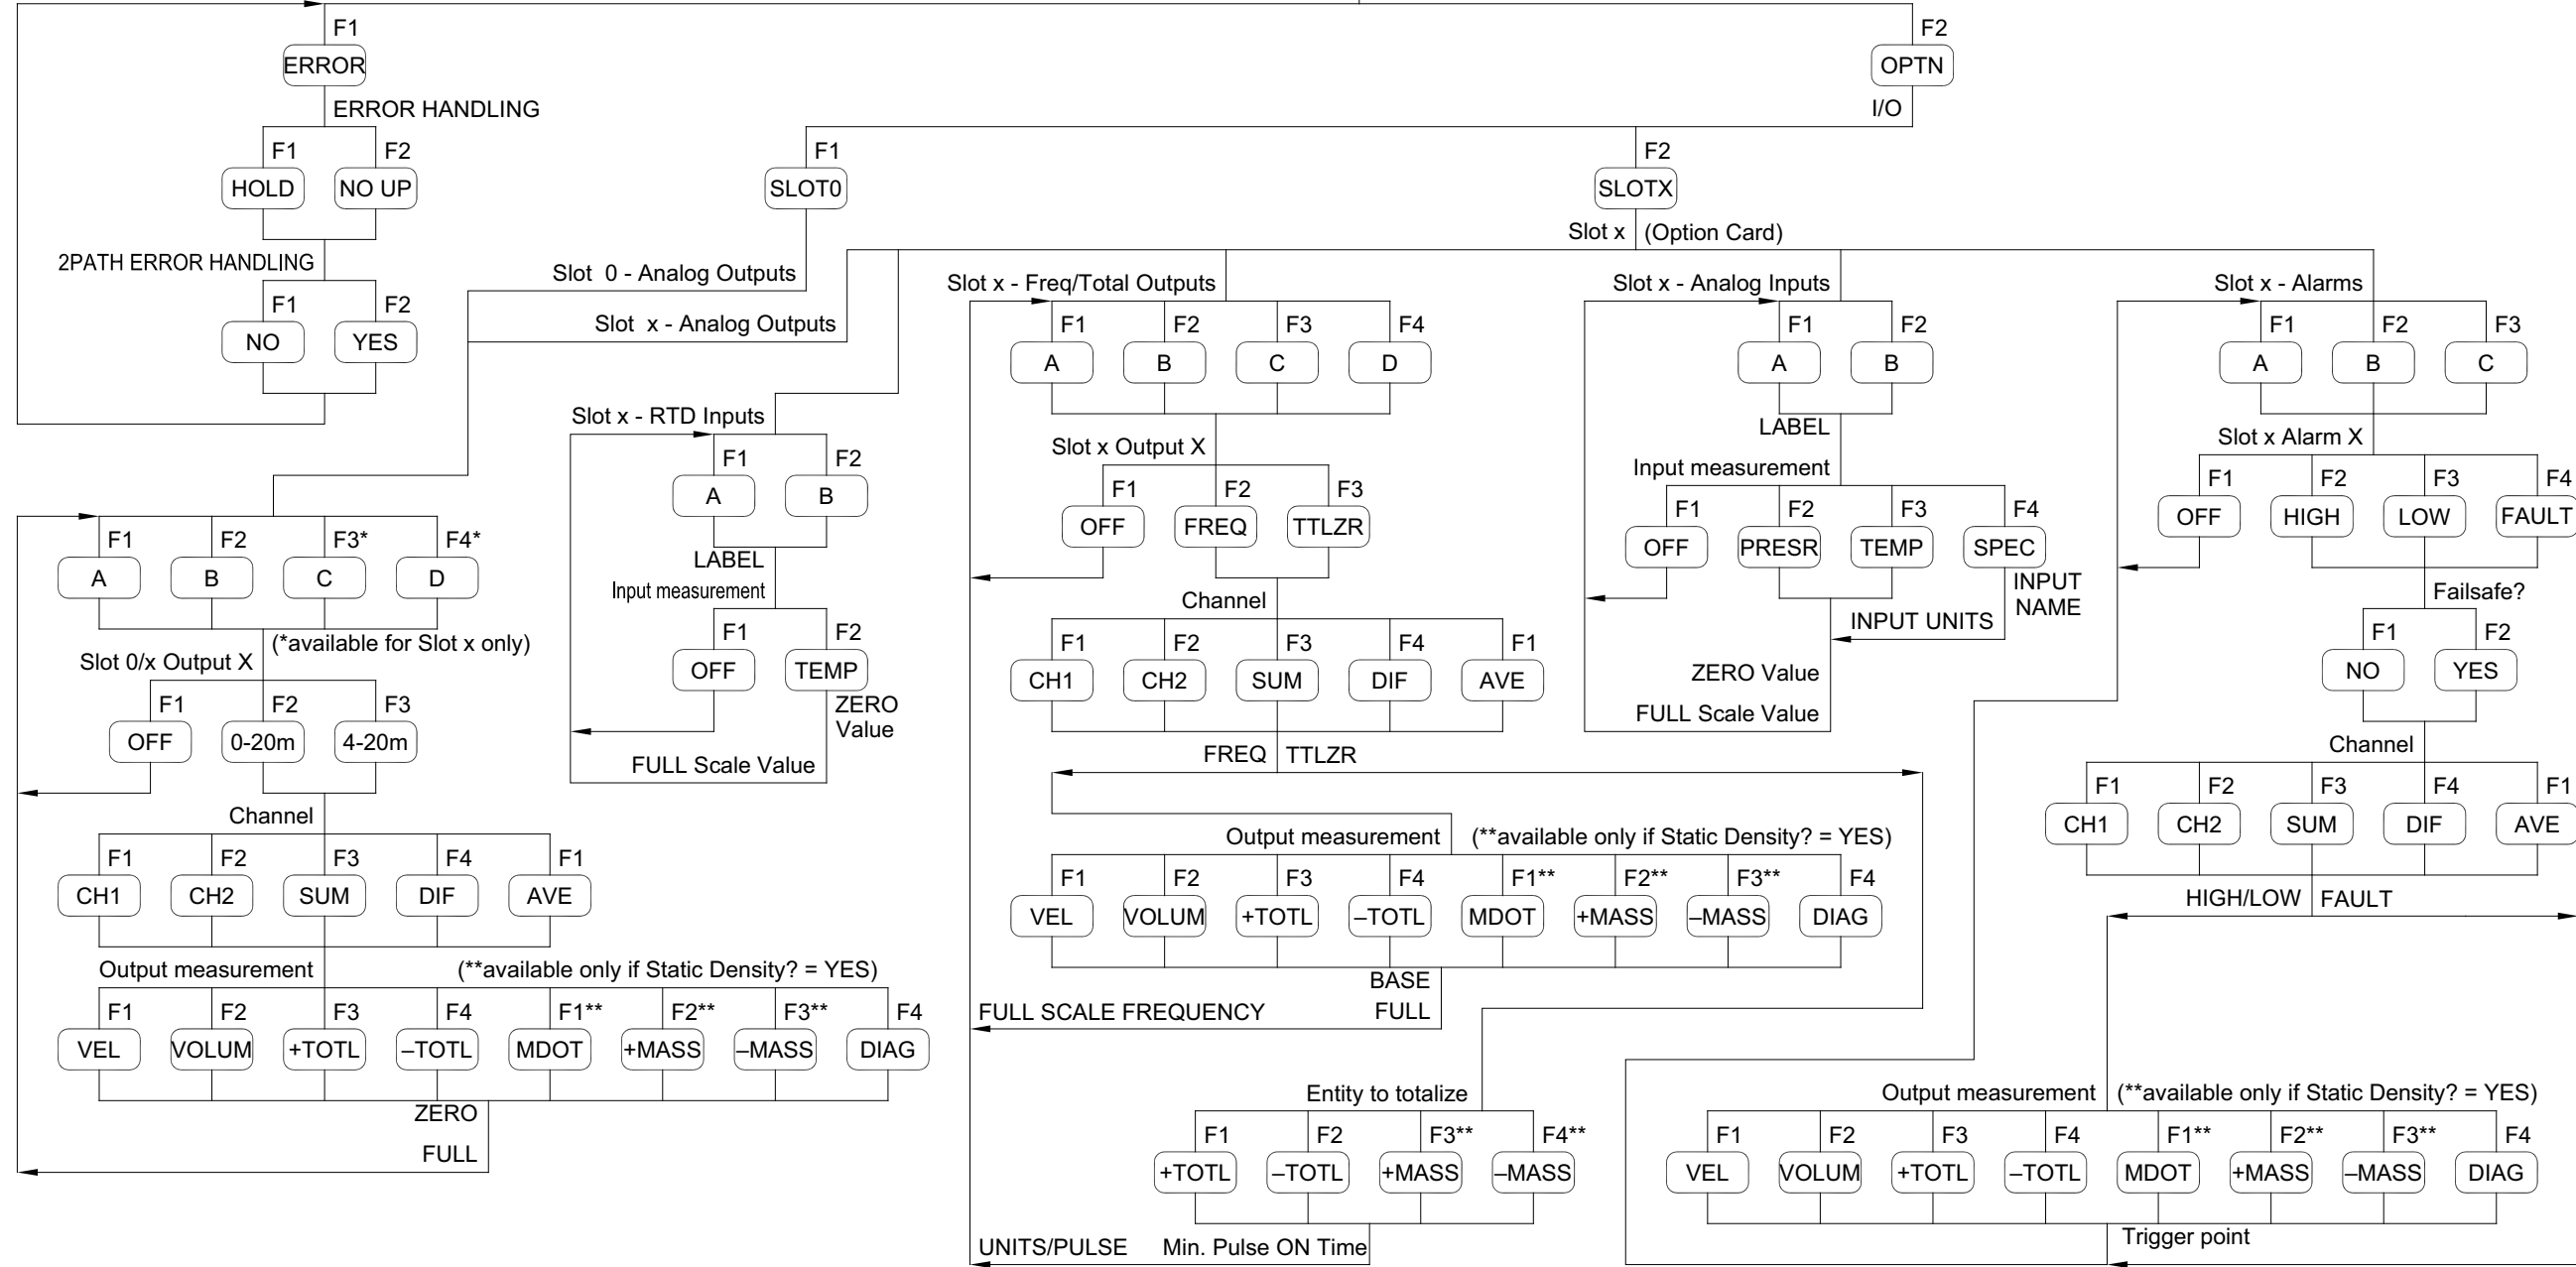 F1
ERROR
ERROR HANDLING
F1 F2
HOLD NO UP
2PATH ERROR HANDLING
F1 F2
NO YES
F2
OPTN
I/O
F1
SLOT0
F2
SLOTX
Slot x (Option Card)
Slot 0 - Analog Outputs
Slot x - Analog Outputs
F1 F2 F3* F4*
A B C D
(*available for Slot x only)
Slot 0/x Output X
F1 F2 F3
OFF 0-20m 4-20m
Channel
F1 F2 F3 F4 F1
CH1 CH2 SUM DIF AVE
Output measurement (**available only if Static Density? = YES)
F1 F2 F3 F4 F1** F2** F3** F4
VEL VOLUM +TOTL –TOTL MDOT +MASS –MASS DIAG
ZERO
FULL
Slot x - RTD Inputs
F1 F2
A B
LABEL
Input measurement
F1 F2
OFF TEMP
ZERO
Value
FULL Scale Value
Slot x - Freq/Total Outputs
F1 F2 F3 F4
A B C D
Slot x Output X
F1 F2 F3
OFF FREQ TTLZR
Channel
F1 F2 F3 F4 F1
CH1 CH2 SUM DIF AVE
FREQ TTLZR
Output measurement (**available only if Static Density? = YES)
F1 F2 F3 F4 F1** F2** F3** F4
VEL VOLUM +TOTL –TOTL MDOT +MASS –MASS DIAG
BASE
FULL SCALE FREQUENCY FULL
Entity to totalize
F1 F2 F3** F4**
+TOTL –TOTL +MASS –MASS
UNITS/PULSE Min. Pulse ON Time
Slot x - Analog Inputs
F1 F2
A B
LABEL
Input measurement
F1 F2 F3 F4
OFF PRESR TEMP SPEC
INPUT
NAME
INPUT UNITS
ZERO Value
FULL Scale Value
Slot x - Alarms
F1 F2 F3
A B C
Slot x Alarm X
F1 F2 F3 F4
OFF HIGH LOW FAULT
Failsafe?
F1 F2
NO YES
Channel
F1 F2 F3 F4 F1
CH1 CH2 SUM DIF AVE
HIGH/LOW FAULT
Output measurement (**available only if Static Density? = YES)
F1 F2 F3 F4 F1** F2** F3** F4
VEL VOLUM +TOTL –TOTL MDOT +MASS –MASS DIAG
Trigger point